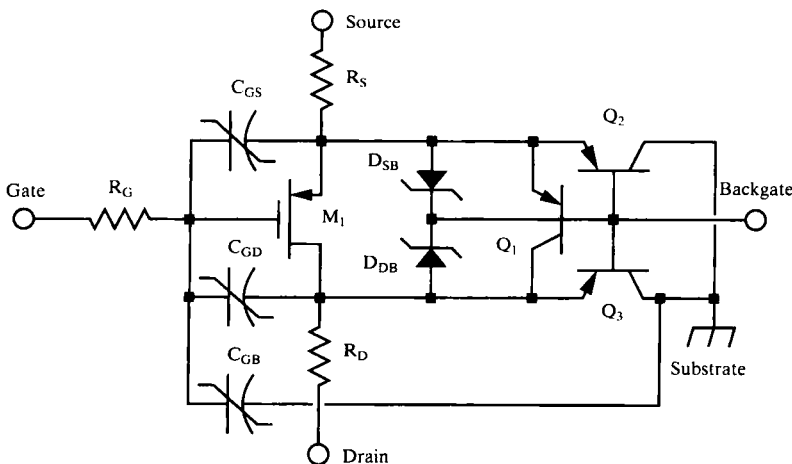 Source
R_S
C_GS
Q_2
D_SB
Gate
R_G
M_1
Backgate
Q_1
C_GD
D_DB
Q_3
R_D
C_GB
Substrate
Drain